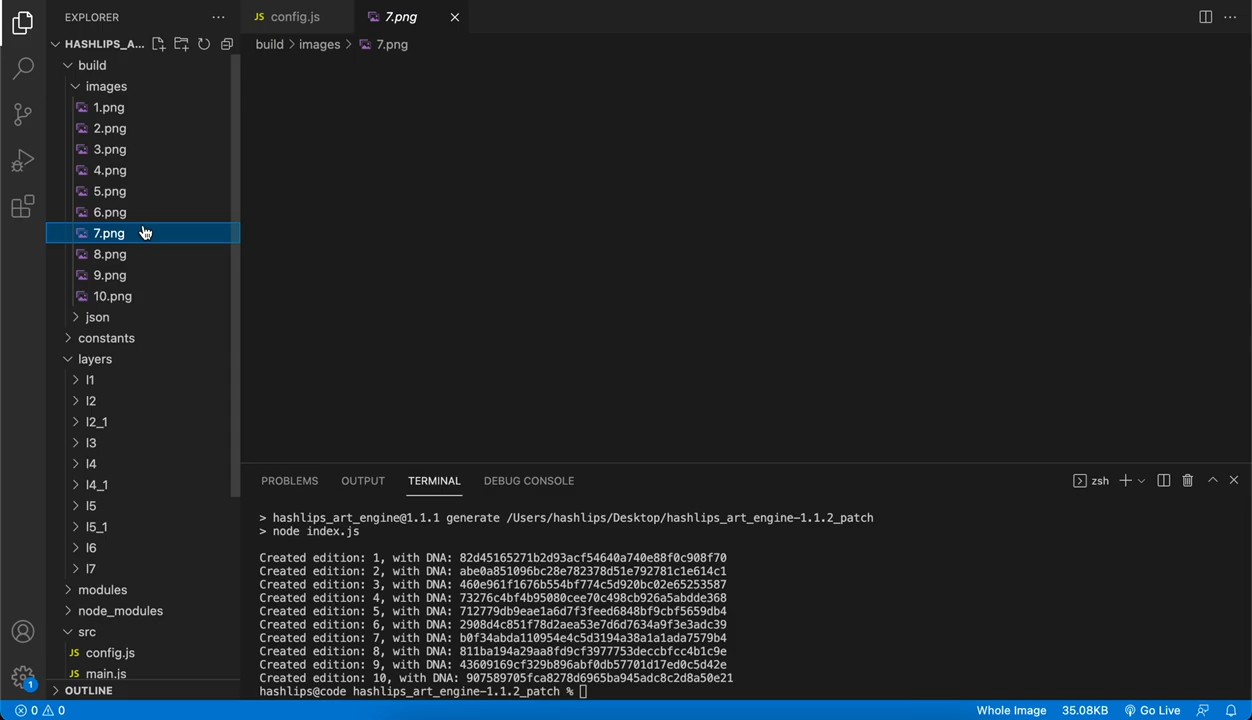 EXPLORER
JS config.js
7.png
HASHLIPS_A...
build > images > 7.png
build
images
1.png
2.png
3.png
4.png
5.png
6.png
7.png
8.png
9.png
10.png
json
constants
layers
l1
l2
l2_1
l3
l4
l4_1
l5
l5_1
l6
l7
modules
node_modules
src
JS config.js
JS main.js
OUTLINE
PROBLEMS OUTPUT TERMINAL DEBUG CONSOLE
zsh
> hashlips_art_engine@1.1.1 generate /Users/hashlips/Desktop/hashlips_art_engine-1.1.2_patch
> node index.js
Created edition: 1, with DNA: 82d45165271b2d93acf54640a740e88f0c908f70
Created edition: 2, with DNA: abe0a851096bc28e782378d51e792781c1e614c1
Created edition: 3, with DNA: 460e961f1676b554bf774c5d920bc02e65253587
Created edition: 4, with DNA: 73276c4bf4b95080cee70c498cb926a5abdde368
Created edition: 5, with DNA: 712779db9eae1a6d7f3feed6848bf9cbf5659db4
Created edition: 6, with DNA: 2908d4c851f78d2aea53e7d6d7634a9f3e3adc39
Created edition: 7, with DNA: b0f34abda110954e4c5d3194a38a1a1ada7579b4
Created edition: 8, with DNA: 811ba194a29aa8fd9cf3977753deccbfcc4b1c9e
Created edition: 9, with DNA: 43609169cf329b896abf0db57701d17ed0c5d42e
Created edition: 10, with DNA: 907589705fca8278d6965ba945adc8c2d8a50e21
hashlips@code hashlips_art_engine-1.1.2_patch %
1
0 0
Whole Image 35.08KB Go Live